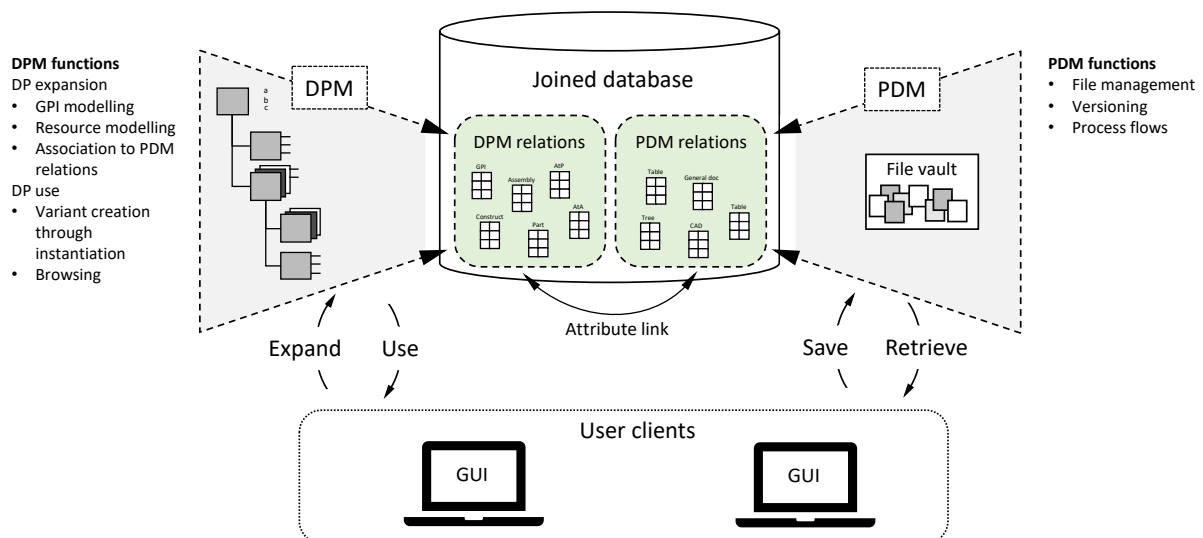 DPM functions
DP expansion
• GPI modelling
• Resource modelling
• Association to PDM
relations
DP use
• Variant creation
through
instantiation
• Browsing
a
b
c
DPM
Joined database
DPM relations
GPI
Assembly
AtP
Construct
Part
AtA
PDM relations
Table
General doc
Tree
CAD
Table
Attribute link
PDM
File vault
PDM functions
• File management
• Versioning
• Process flows
Expand
Use
Save
Retrieve
User clients
GUI
GUI